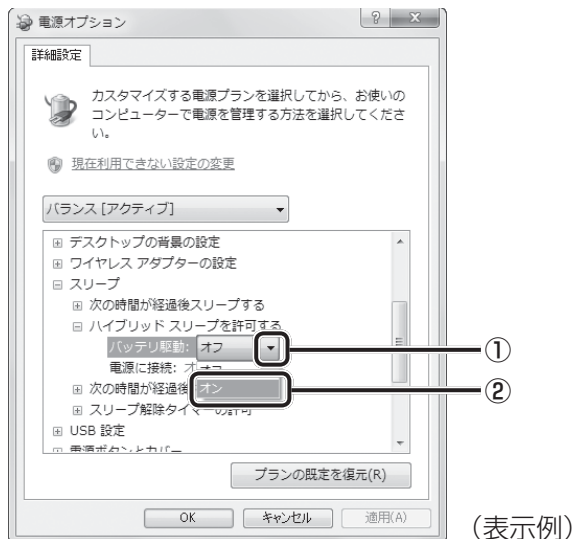 電源オプション
詳細設定
カスタマイズする電源プランを選択してから、お使いの
コンピューターで電源を管理する方法を選択してくださ
い。
現在利用できない設定の変更
バランス [アクティブ]
デスクトップの背景の設定
ワイヤレス アダプターの設定
スリープ
次の時間が経過後スリープする
ハイブリッド スリープを許可する
バッテリ駆動: オフ
①
電源に接続:
次の時間が経過後
オン
②
スリープ解除タイマーの許可
USB 設定
電源ボタンとカバー
プランの既定を復元(R)
OK
キャンセル
適用(A)
(表示例)